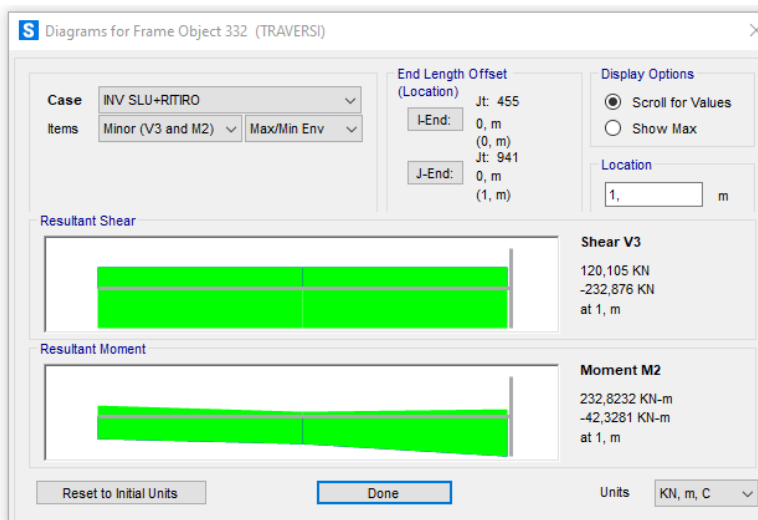 S Diagrams for Frame Object 332 (TRAVERSI)
Case INV SLU+RITIRO
Items Minor (V3 and M2) Max/Min Env
End Length Offset
(Location)
I-End: Jt: 455
0, m
(0, m)
J-End: Jt: 941
0, m
(1, m)
Display Options
Scroll for Values
Show Max
Location
1, m
Resultant Shear
Shear V3
120,105 KN
-232,876 KN
at 1, m
Resultant Moment
Moment M2
232,8232 KN-m
-42,3281 KN-m
at 1, m
Reset to Initial Units Done Units KN, m, C